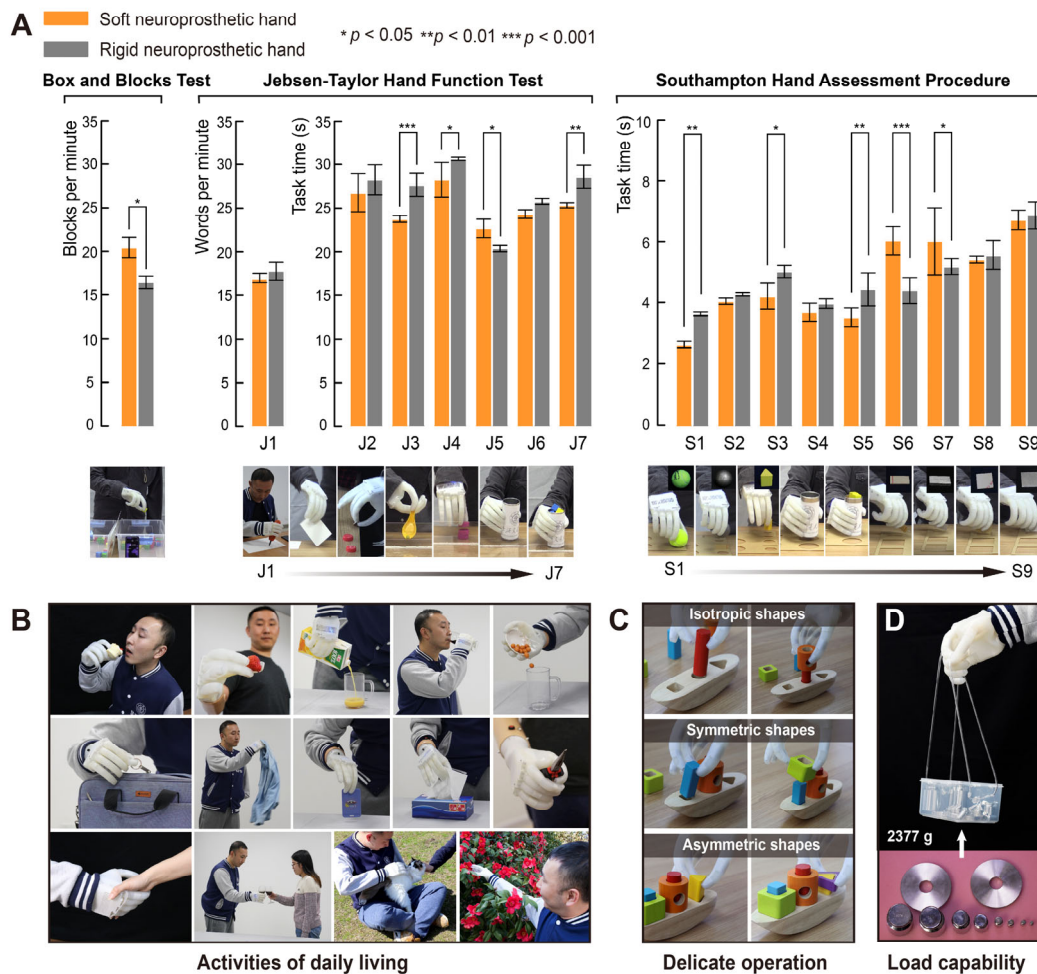 A
Soft neuroprosthetic hand
Rigid neuroprosthetic hand
* p < 0.05 ** p < 0.01 *** p < 0.001
Box and Blocks Test
Jebsen-Taylor Hand Function Test
Southampton Hand Assessment Procedure
Blocks per minute
35
30
25
20
15
10
5
0
*
Words per minute
35
30
25
20
15
10
5
0
J1
Task time (s)
35
30
25
20
15
10
5
0
***
*
*
**
J2 J3 J4 J5 J6 J7
Task time (s)
10
8
6
4
2
0
**
*
**
***
*
S1 S2 S3 S4 S5 S6 S7 S8 S9
J1 J7
S1 S9
B
Activities of daily living
C
Isotropic shapes
Symmetric shapes
Asymmetric shapes
Delicate operation
D
2377 g
Load capability